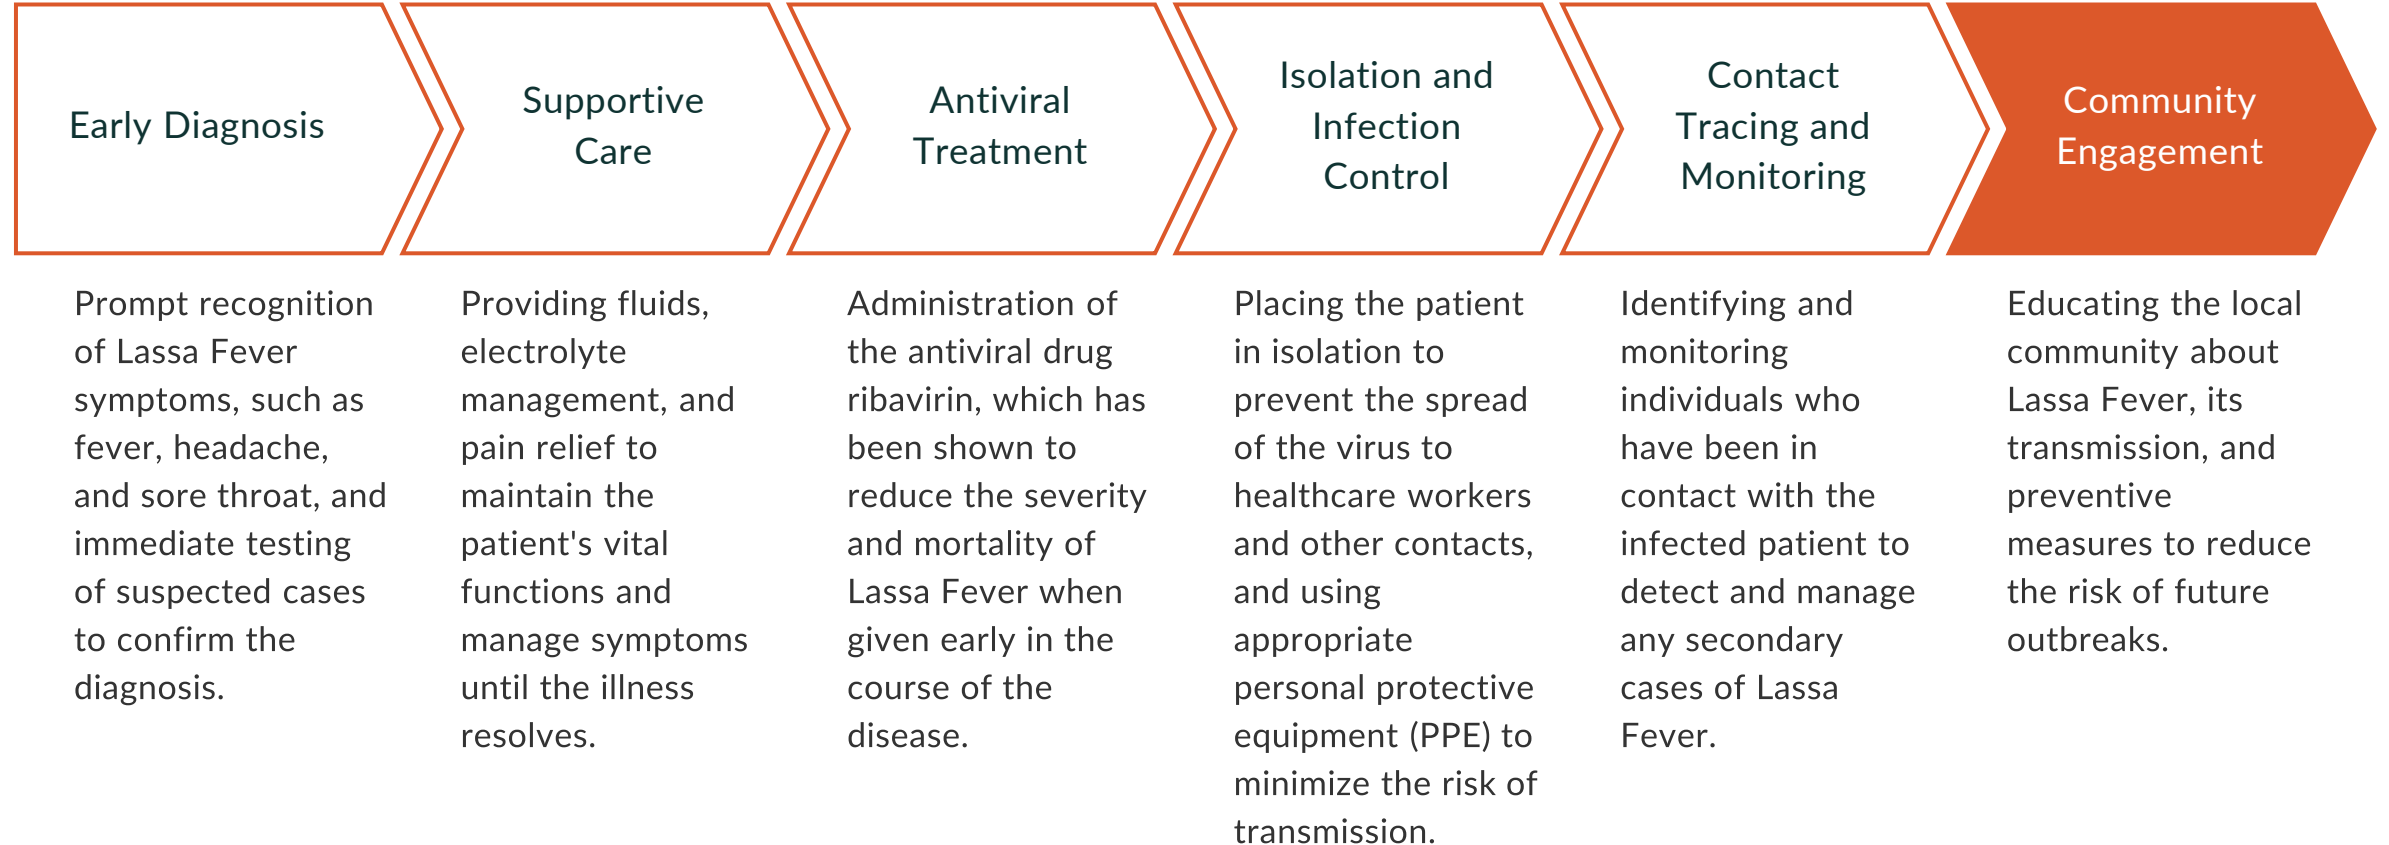 Early Diagnosis
Prompt recognition
of Lassa Fever
symptoms, such as
fever, headache,
and sore throat, and
immediate testing
of suspected cases
to confirm the
diagnosis.
Supportive
Care
Providing fluids,
electrolyte
management, and
pain relief to
maintain the
patient's vital
functions and
manage symptoms
until the illness
resolves.
Antiviral
Treatment
Administration of
the antiviral drug
ribavirin, which has
been shown to
reduce the severity
and mortality of
Lassa Fever when
given early in the
course of the
disease.
Isolation and
Infection
Control
Placing the patient
in isolation to
prevent the spread
of the virus to
healthcare workers
and other contacts,
and using
appropriate
personal protective
equipment (PPE) to
minimize the risk of
transmission.
Contact
Tracing and
Monitoring
Identifying and
monitoring
individuals who
have been in
contact with the
infected patient to
detect and manage
any secondary
cases of Lassa
Fever.
Community
Engagement
Educating the local
community about
Lassa Fever, its
transmission, and
preventive
measures to reduce
the risk of future
outbreaks.